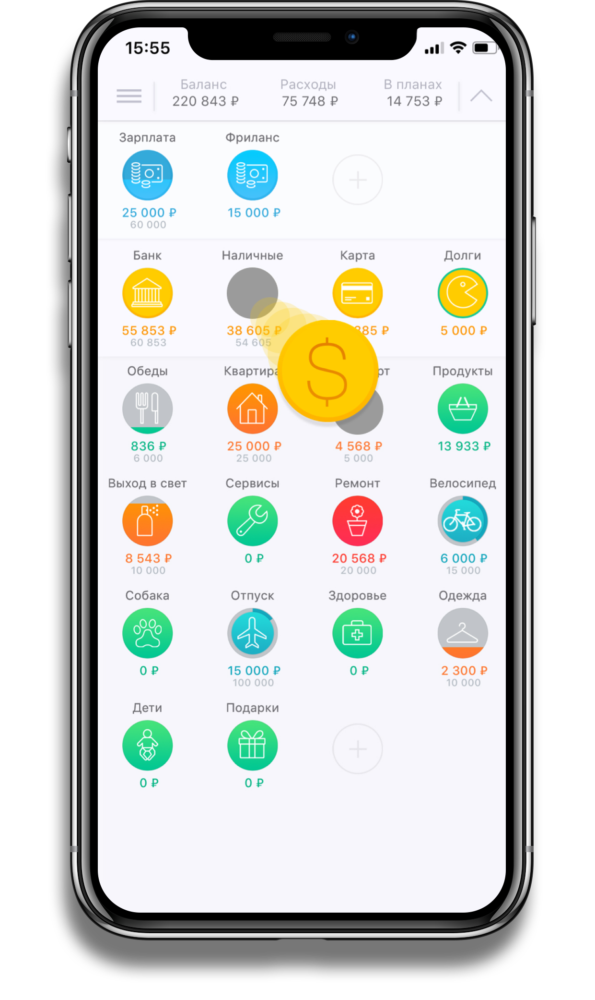 15:55
Баланс Расходы В планах
220 843 ₽ 75 748 ₽ 14 753 ₽
Зарплата Фриланс
25 000 ₽ 15 000 ₽
60 000
Банк Наличные Карта Долги
55 853 ₽ 38 605 ₽ 5 000 ₽
60 853 54 605
Обеды Квартира Продукты
$
836 ₽ 25 000 ₽ 4 568 ₽ 13 933 ₽
6 000 25 000 5 000
Выход в свет Сервисы Ремонт Велосипед
8 543 ₽ 0 ₽ 20 568 ₽ 6 000 ₽
10 000 20 000 15 000
Собака Отпуск Здоровье Одежда
0 ₽ 15 000 ₽ 0 ₽ 2 300 ₽
100 000 10 000
Дети Подарки
0 ₽ 0 ₽